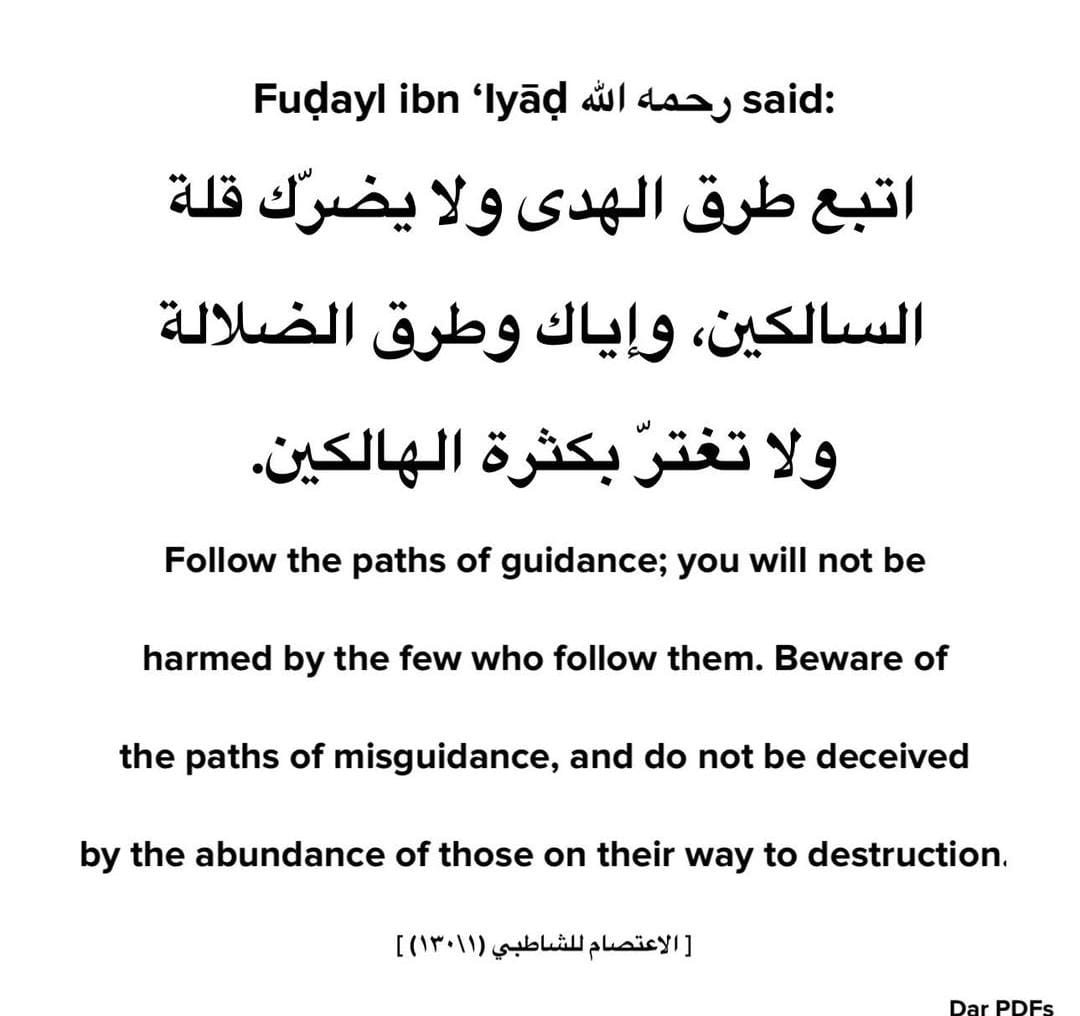 Fuḍayl ibn ‘Iyāḍ رحمه الله said:
اتبع طرق الهدى ولا يضرّك قلة
السالكين، وإياك وطرق الضلالة
ولا تغترّ بكثرة الهالكين.
Follow the paths of guidance; you will not be
harmed by the few who follow them. Beware of
the paths of misguidance, and do not be deceived
by the abundance of those on their way to destruction.
[ الاعتصام للشاطبي (١\١٣٠) ]
Dar PDFs